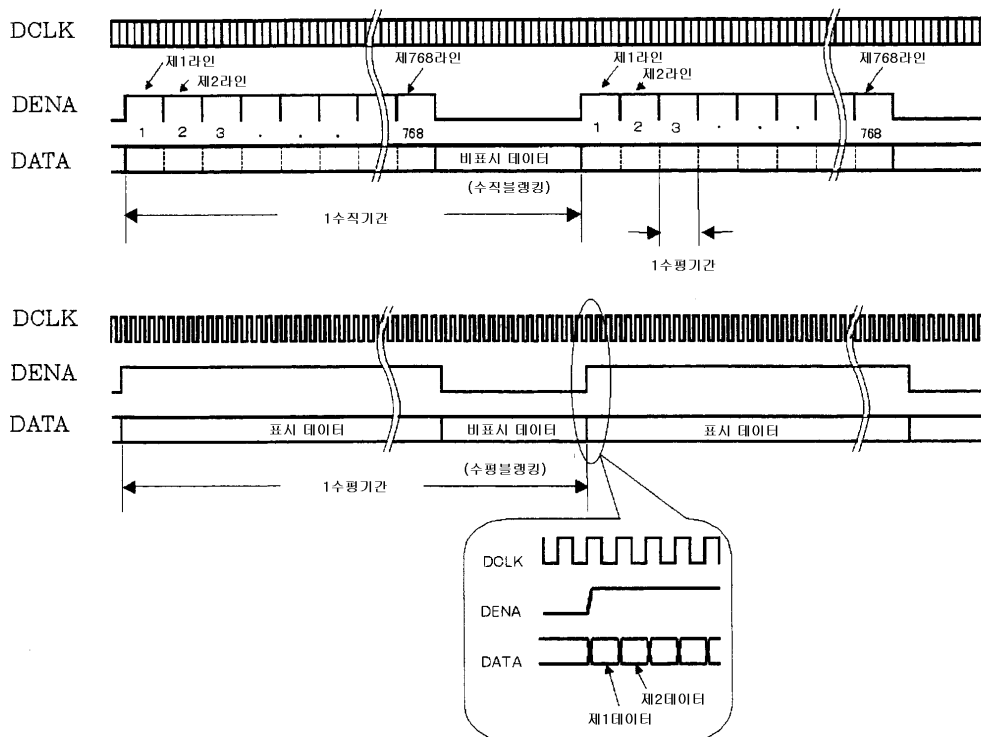 DCLK
제1라인 제2라인 제768라인 제1라인 제2라인 제768라인
DENA
1 2 3 . . . 768 1 2 3 . . . 768
DATA 비표시 데이터
(수직블랭킹)
1수직기간
1수평기간
DCLK
DENA
DATA 표시 데이터 비표시 데이터 표시 데이터
(수평블랭킹)
1수평기간
DCLK
DENA
DATA
제2데이터
제1데이터